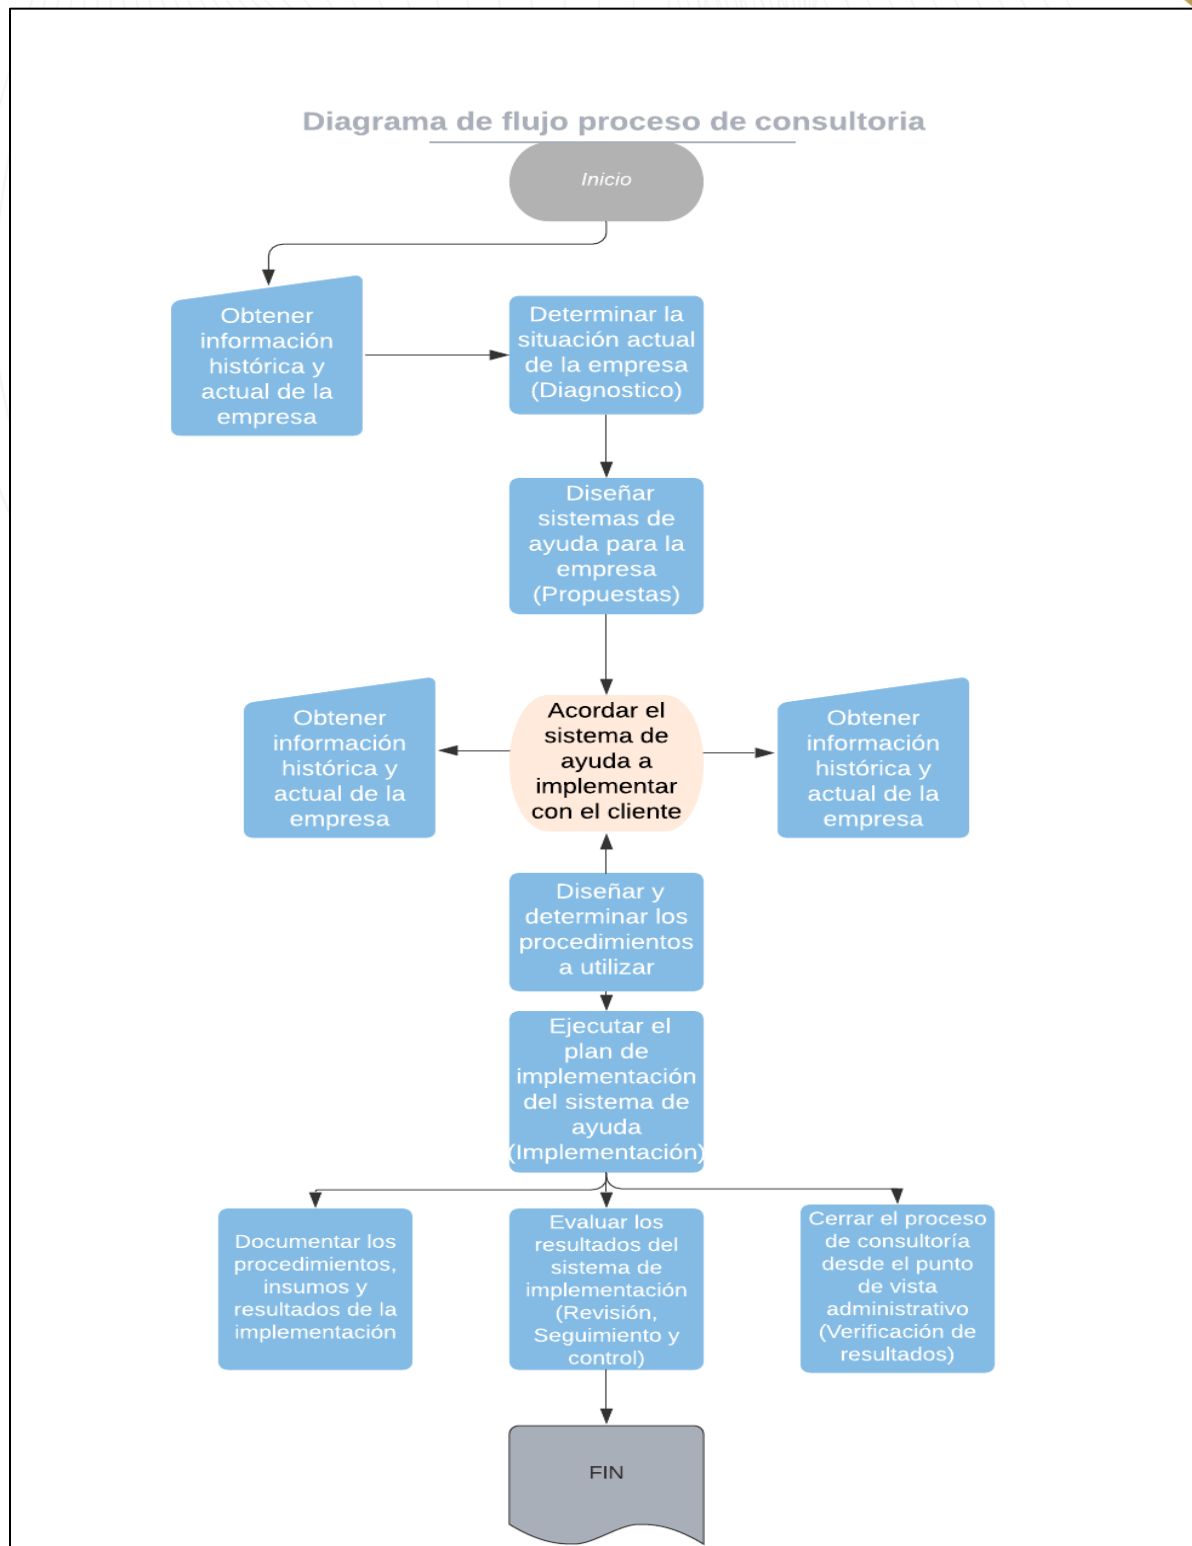 Diagrama de flujo proceso de consultoria
Inicio
Obtener
información
histórica y
actual de la
empresa
Determinar la
situación actual
de la empresa
(Diagnostico)
Diseñar
sistemas de
ayuda para la
empresa
(Propuestas)
Obtener
información
histórica y
actual de la
empresa
Acordar el
sistema de
ayuda a
implementar
con el cliente
Obtener
información
histórica y
actual de la
empresa
Diseñar y
determinar los
procedimientos
a utilizar
Ejecutar el
plan de
implementación
del sistema de
ayuda
(Implementación)
Documentar los
procedimientos,
insumos y
resultados de la
implementación
Evaluar los
resultados del
sistema de
implementación
(Revisión,
Seguimiento y
control)
Cerrar el proceso
de consultoría
desde el punto
de vista
administrativo
(Verificación de
resultados)
FIN